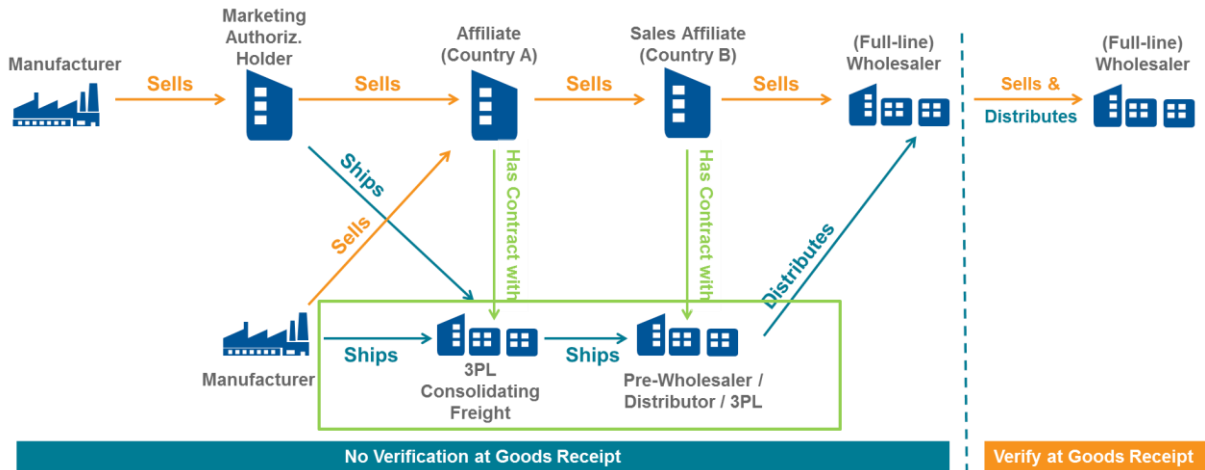 Manufacturer
Sells
Marketing
Authoriz.
Holder
Sells
Affiliate
(Country A)
Sells
Sales Affiliate
(Country B)
Sells
(Full-line)
Wholesaler
Sells &
Distributes
(Full-line)
Wholesaler
Ships
Sells
Has Contract with
Has Contract with
Distributes
Manufacturer
Ships
3PL
Consolidating
Freight
Ships
Pre-Wholesaler /
Distributor / 3PL
No Verification at Goods Receipt
Verify at Goods Receipt